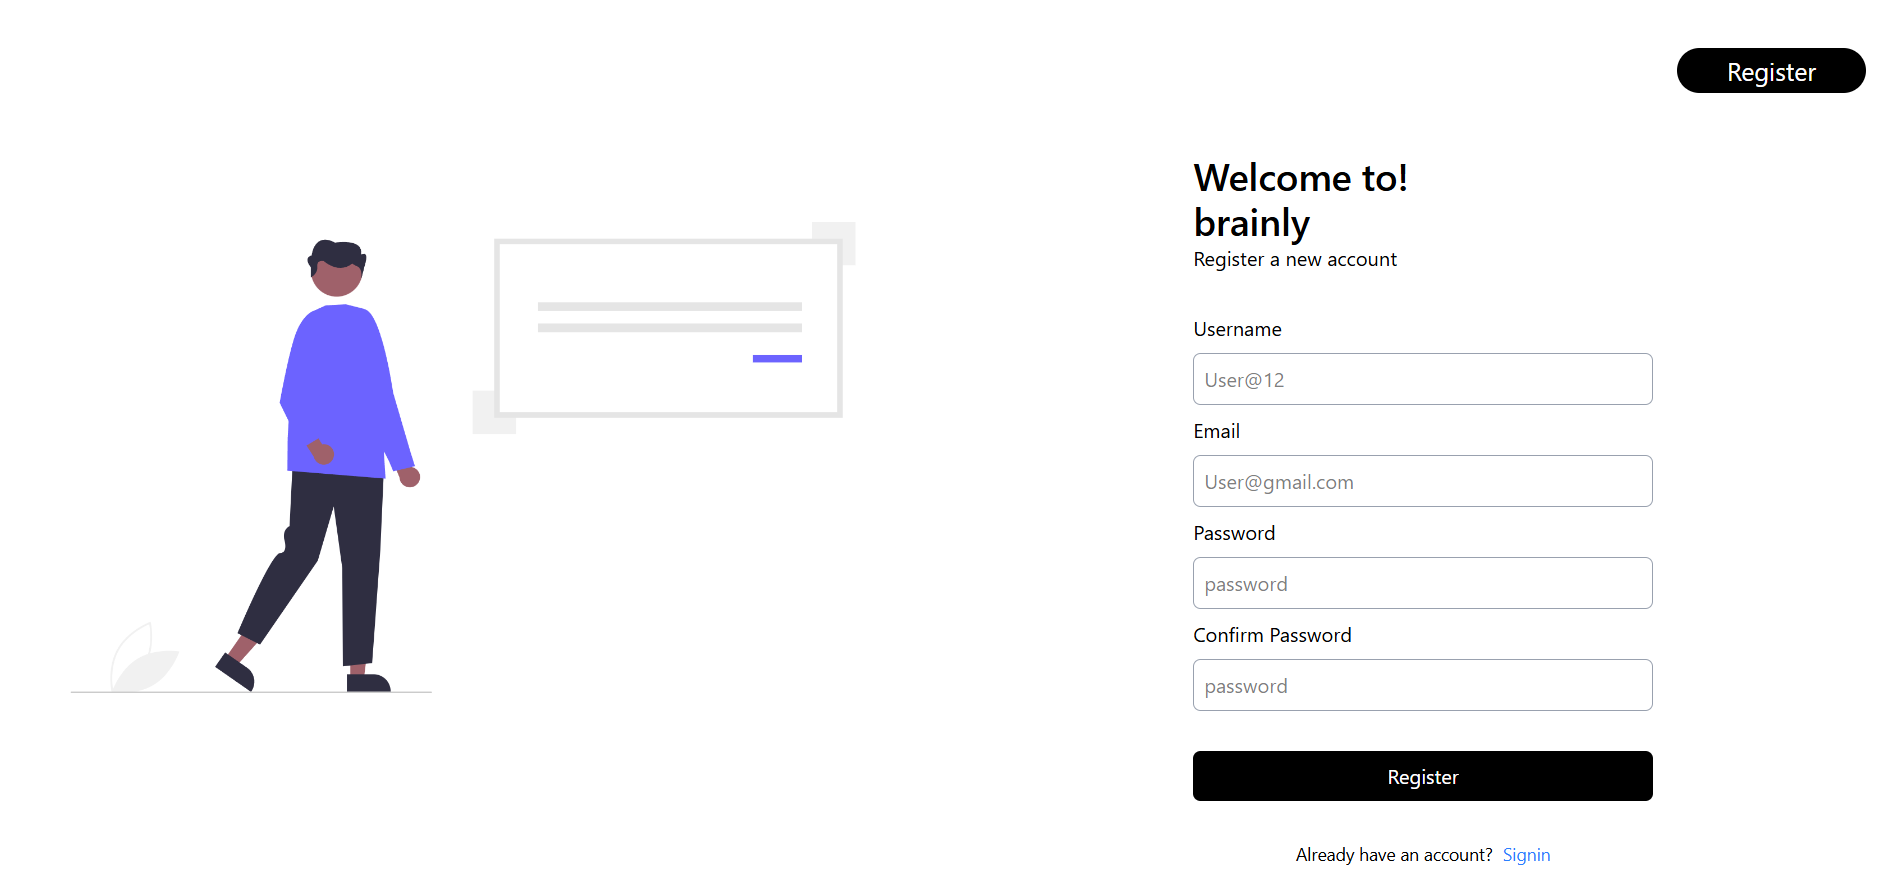 Register
Welcome to!
brainly
Register a new account
Username
User@12
Email
User@gmail.com
Password
password
Confirm Password
password
Register
Already have an account? Signin